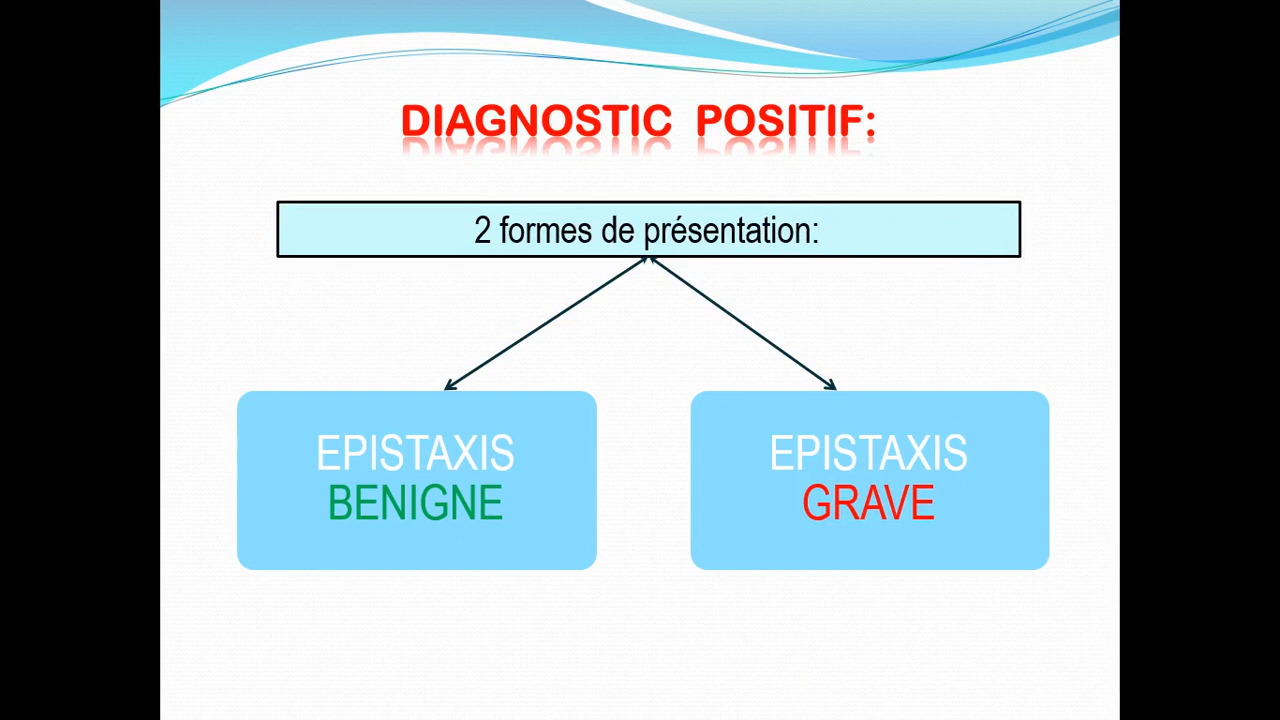 DIAGNOSTIC POSITIF:
2 formes de présentation:
EPISTAXIS
BENIGNE
EPISTAXIS
GRAVE